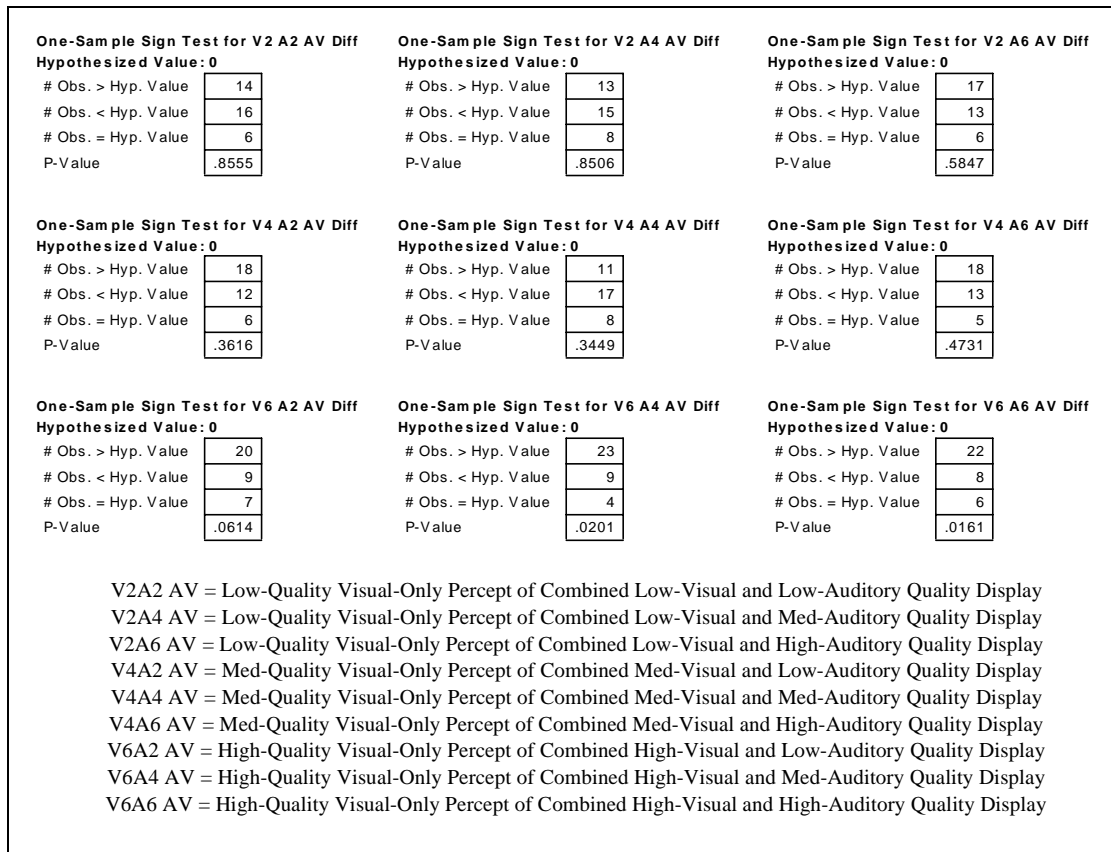 One-Sample Sign Test for V2 A2 AV Diff
Hypothesized Value: 0
# Obs. > Hyp. Value 14
# Obs. < Hyp. Value 16
# Obs. = Hyp. Value 6
P-Value .8555
One-Sample Sign Test for V2 A4 AV Diff
Hypothesized Value: 0
# Obs. > Hyp. Value 13
# Obs. < Hyp. Value 15
# Obs. = Hyp. Value 8
P-Value .8506
One-Sample Sign Test for V2 A6 AV Diff
Hypothesized Value: 0
# Obs. > Hyp. Value 17
# Obs. < Hyp. Value 13
# Obs. = Hyp. Value 6
P-Value .5847
One-Sample Sign Test for V4 A2 AV Diff
Hypothesized Value: 0
# Obs. > Hyp. Value 18
# Obs. < Hyp. Value 12
# Obs. = Hyp. Value 6
P-Value .3616
One-Sample Sign Test for V4 A4 AV Diff
Hypothesized Value: 0
# Obs. > Hyp. Value 11
# Obs. < Hyp. Value 17
# Obs. = Hyp. Value 8
P-Value .3449
One-Sample Sign Test for V4 A6 AV Diff
Hypothesized Value: 0
# Obs. > Hyp. Value 18
# Obs. < Hyp. Value 13
# Obs. = Hyp. Value 5
P-Value .4731
One-Sample Sign Test for V6 A2 AV Diff
Hypothesized Value: 0
# Obs. > Hyp. Value 20
# Obs. < Hyp. Value 9
# Obs. = Hyp. Value 7
P-Value .0614
One-Sample Sign Test for V6 A4 AV Diff
Hypothesized Value: 0
# Obs. > Hyp. Value 23
# Obs. < Hyp. Value 9
# Obs. = Hyp. Value 4
P-Value .0201
One-Sample Sign Test for V6 A6 AV Diff
Hypothesized Value: 0
# Obs. > Hyp. Value 22
# Obs. < Hyp. Value 8
# Obs. = Hyp. Value 6
P-Value .0161
V2A2 AV = Low-Quality Visual-Only Percept of Combined Low-Visual and Low-Auditory Quality Display
V2A4 AV = Low-Quality Visual-Only Percept of Combined Low-Visual and Med-Auditory Quality Display
V2A6 AV = Low-Quality Visual-Only Percept of Combined Low-Visual and High-Auditory Quality Display
V4A2 AV = Med-Quality Visual-Only Percept of Combined Med-Visual and Low-Auditory Quality Display
V4A4 AV = Med-Quality Visual-Only Percept of Combined Med-Visual and Med-Auditory Quality Display
V4A6 AV = Med-Quality Visual-Only Percept of Combined Med-Visual and High-Auditory Quality Display
V6A2 AV = High-Quality Visual-Only Percept of Combined High-Visual and Low-Auditory Quality Display
V6A4 AV = High-Quality Visual-Only Percept of Combined High-Visual and Med-Auditory Quality Display
V6A6 AV = High-Quality Visual-Only Percept of Combined High-Visual and High-Auditory Quality Display